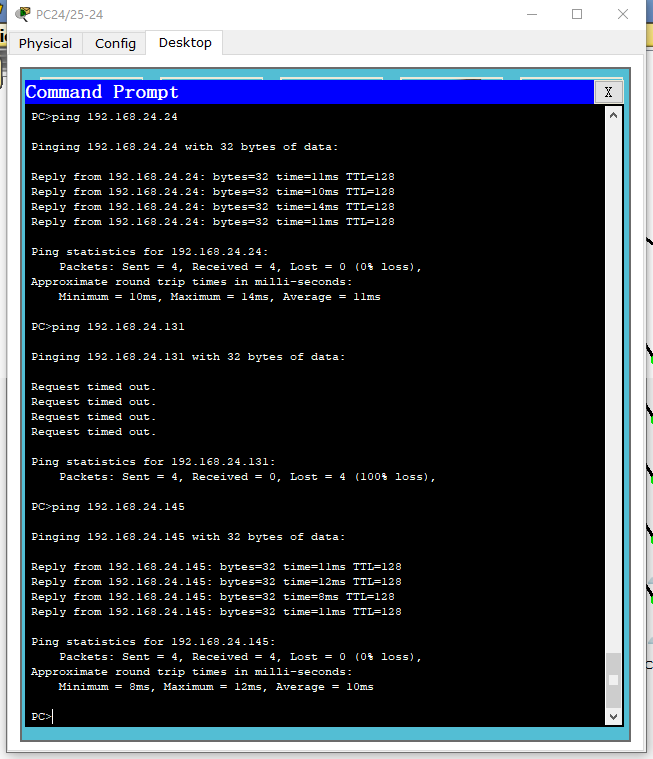 PC24/25-24
Physical Config Desktop
Command Prompt X
PC>ping 192.168.24.24
Pinging 192.168.24.24 with 32 bytes of data:
Reply from 192.168.24.24: bytes=32 time=11ms TTL=128
Reply from 192.168.24.24: bytes=32 time=10ms TTL=128
Reply from 192.168.24.24: bytes=32 time=14ms TTL=128
Reply from 192.168.24.24: bytes=32 time=11ms TTL=128
Ping statistics for 192.168.24.24:
Packets: Sent = 4, Received = 4, Lost = 0 (0% loss),
Approximate round trip times in milli-seconds:
Minimum = 10ms, Maximum = 14ms, Average = 11ms
PC>ping 192.168.24.131
Pinging 192.168.24.131 with 32 bytes of data:
Request timed out.
Request timed out.
Request timed out.
Request timed out.
Ping statistics for 192.168.24.131:
Packets: Sent = 4, Received = 0, Lost = 4 (100% loss),
PC>ping 192.168.24.145
Pinging 192.168.24.145 with 32 bytes of data:
Reply from 192.168.24.145: bytes=32 time=11ms TTL=128
Reply from 192.168.24.145: bytes=32 time=12ms TTL=128
Reply from 192.168.24.145: bytes=32 time=8ms TTL=128
Reply from 192.168.24.145: bytes=32 time=11ms TTL=128
Ping statistics for 192.168.24.145:
Packets: Sent = 4, Received = 4, Lost = 0 (0% loss),
Approximate round trip times in milli-seconds:
Minimum = 8ms, Maximum = 12ms, Average = 10ms
PC>